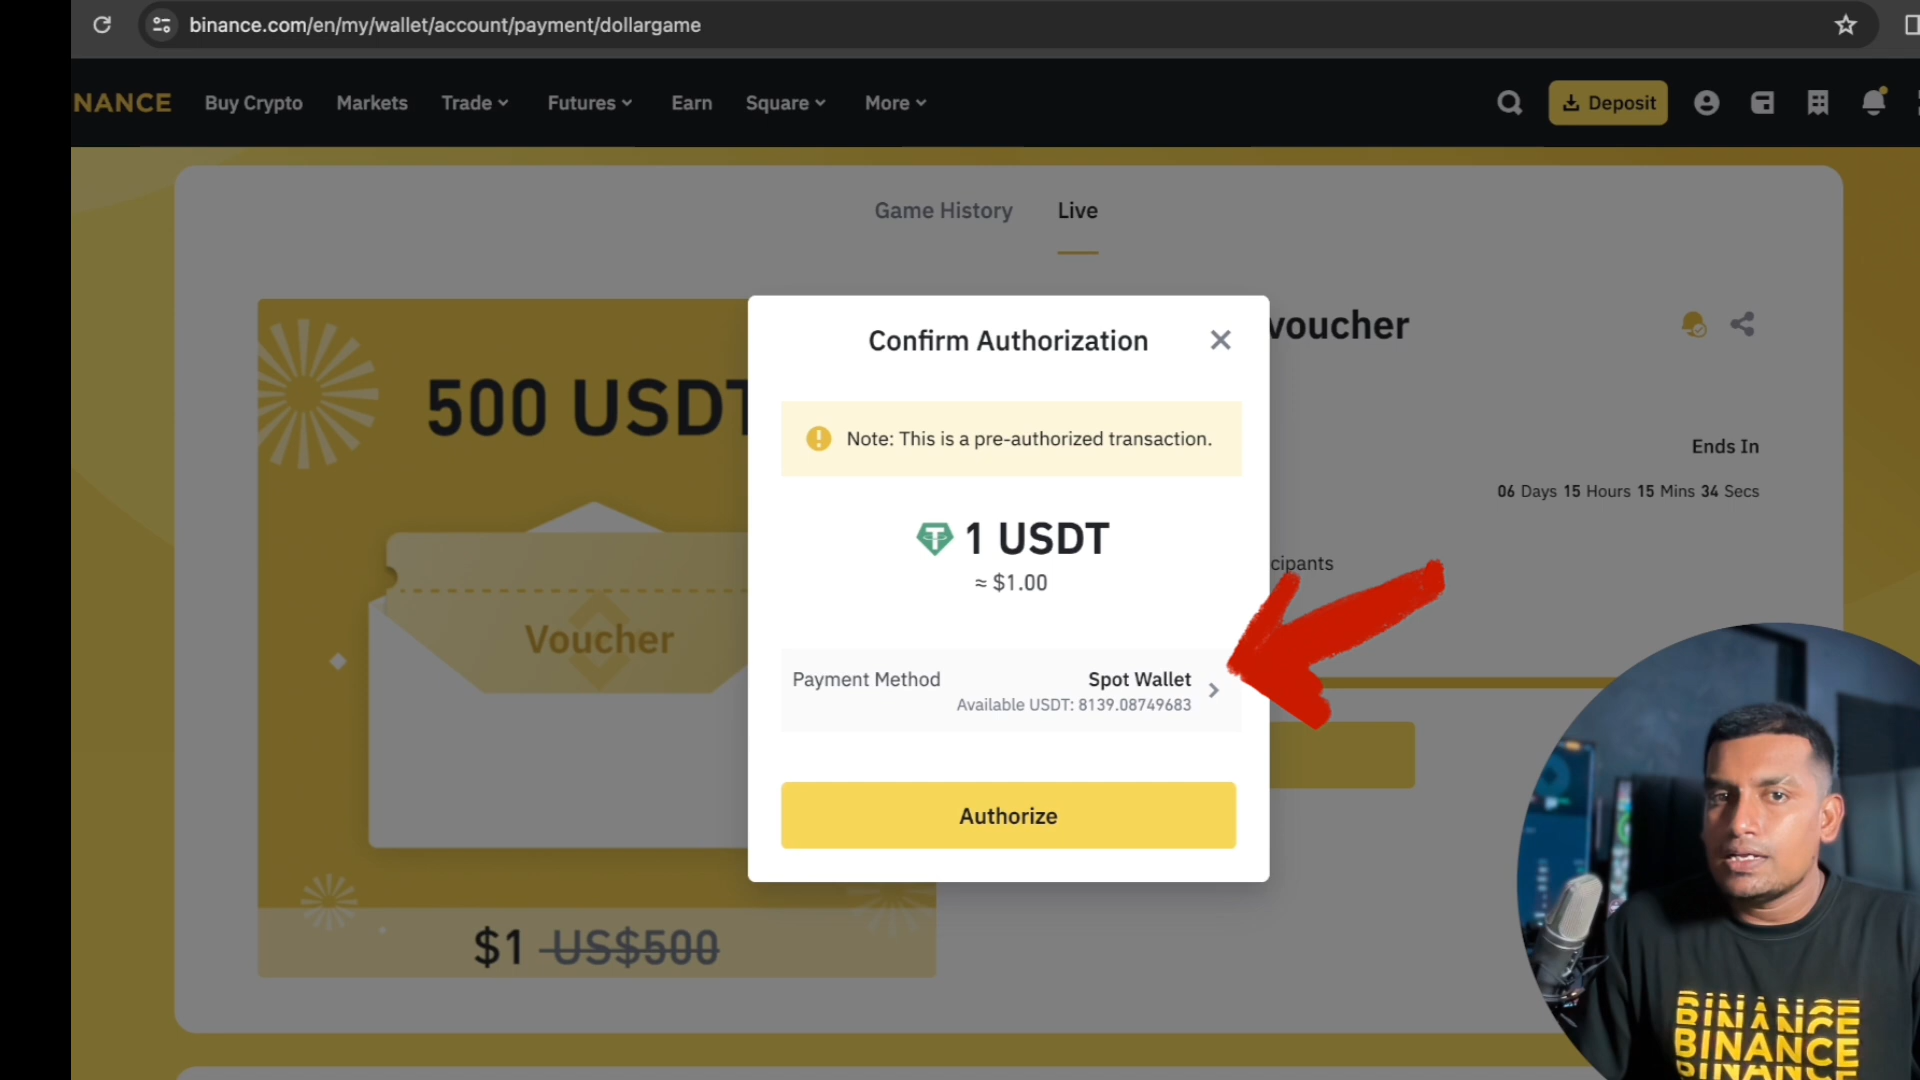 binance.com/en/my/wallet/account/payment/dollargame
NANCE Buy Crypto Markets Trade Futures Earn Square More Deposit
Game History Live
500 USDT
Voucher
$1 US$500
voucher
Ends In
06 Days 15 Hours 15 Mins 34 Secs
cipants
Confirm Authorization
Note: This is a pre-authorized transaction.
1 USDT
≈ $1.00
Payment Method Spot Wallet
Available USDT: 8139.08749683
Authorize
BINANCE
BINANCE
BINANCE